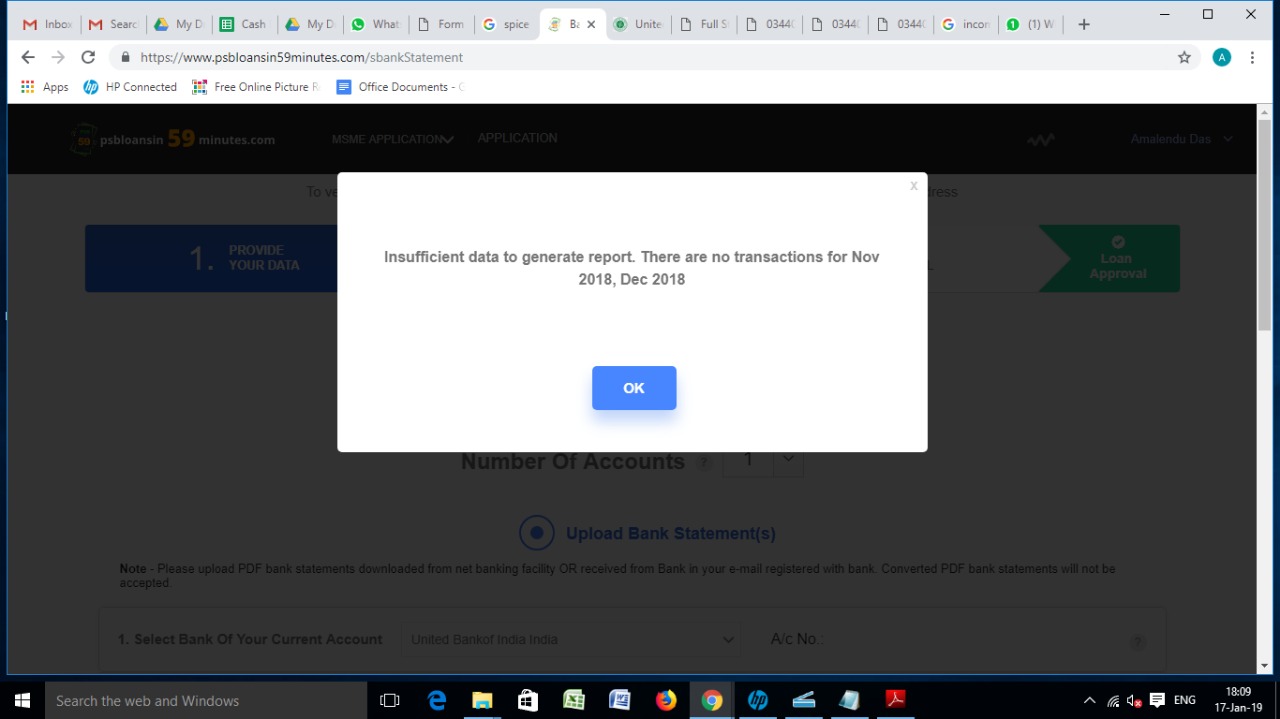 Inbox Searc My D Cash My D What Form spice Ba Unite Full S 0344 0344 0344 incon (1) W
https://www.psbloansin59minutes.com/sbankStatement
Apps HP Connected Free Online Picture R Office Documents -
psbloansin 59 minutes.com MSME APPLICATION APPLICATION Amalendu Das
To ve dress
x
1. PROVIDE
YOUR DATA
Loan
Approval
Insufficient data to generate report. There are no transactions for Nov
2018, Dec 2018
OK
Number Of Accounts ? 1
Upload Bank Statement(s)
Note - Please upload PDF bank statements downloaded from net banking facility OR received from Bank in your e-mail registered with bank. Converted PDF bank statements will not be
accepted.
1. Select Bank Of Your Current Account United Bankof India India A/c No.: ?
Search the web and Windows ENG 18:09
17-Jan-19